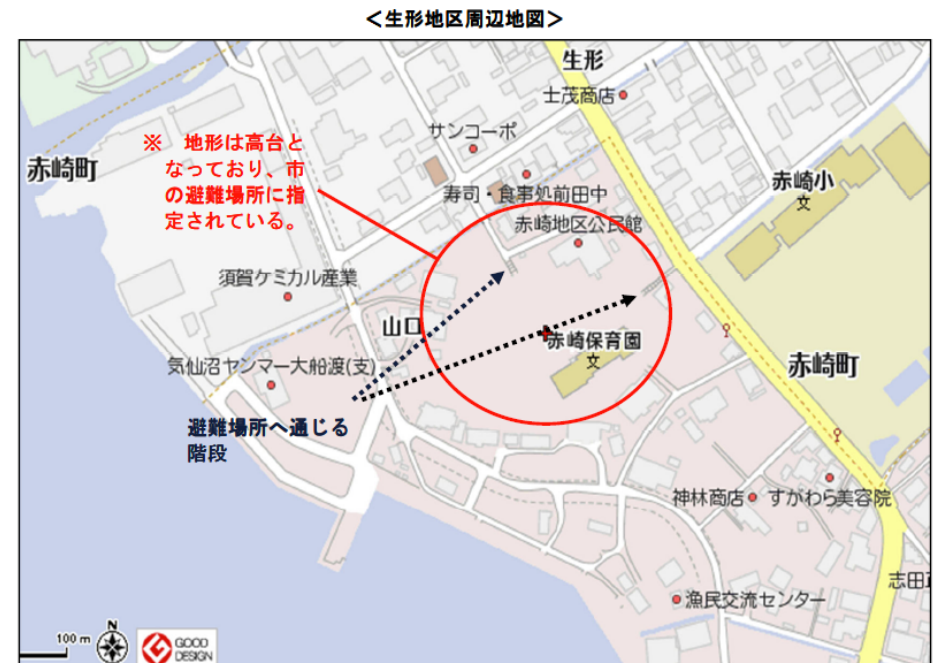 ＜生形地区周辺地図＞
生形
士茂商店
サンコーポ
※　地形は高台と
なっており、市
の避難場所に指
定されている。
赤崎町
赤崎小
文
寿司・食事処前田中
赤崎地区公民館
須賀ケミカル産業
山口
赤崎保育園
文
赤崎町
気仙沼ヤンマー大船渡(支)
避難場所へ通じる
階段
神林商店
すがわら美容院
志田
漁民交流センター
100 m
N
GOOD
DESIGN